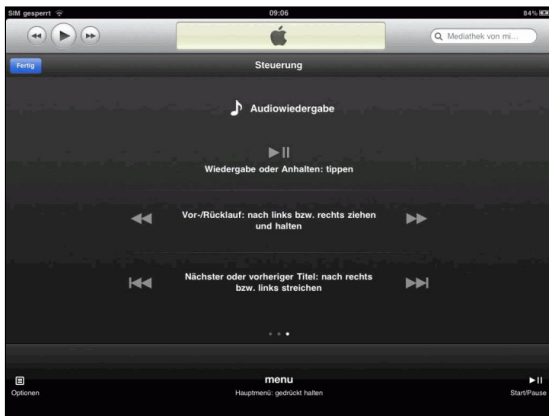 SIM gesperrt 09:06 84%
Mediathek von mi...
Fertig Steuerung
Audiowiedergabe
Wiedergabe oder Anhalten: tippen
Vor-/Rücklauf: nach links bzw. rechts ziehen
und halten
Nächster oder vorheriger Titel: nach rechts
bzw. links streichen
menu
Optionen Hauptmenü: gedrückt halten Start/Pause